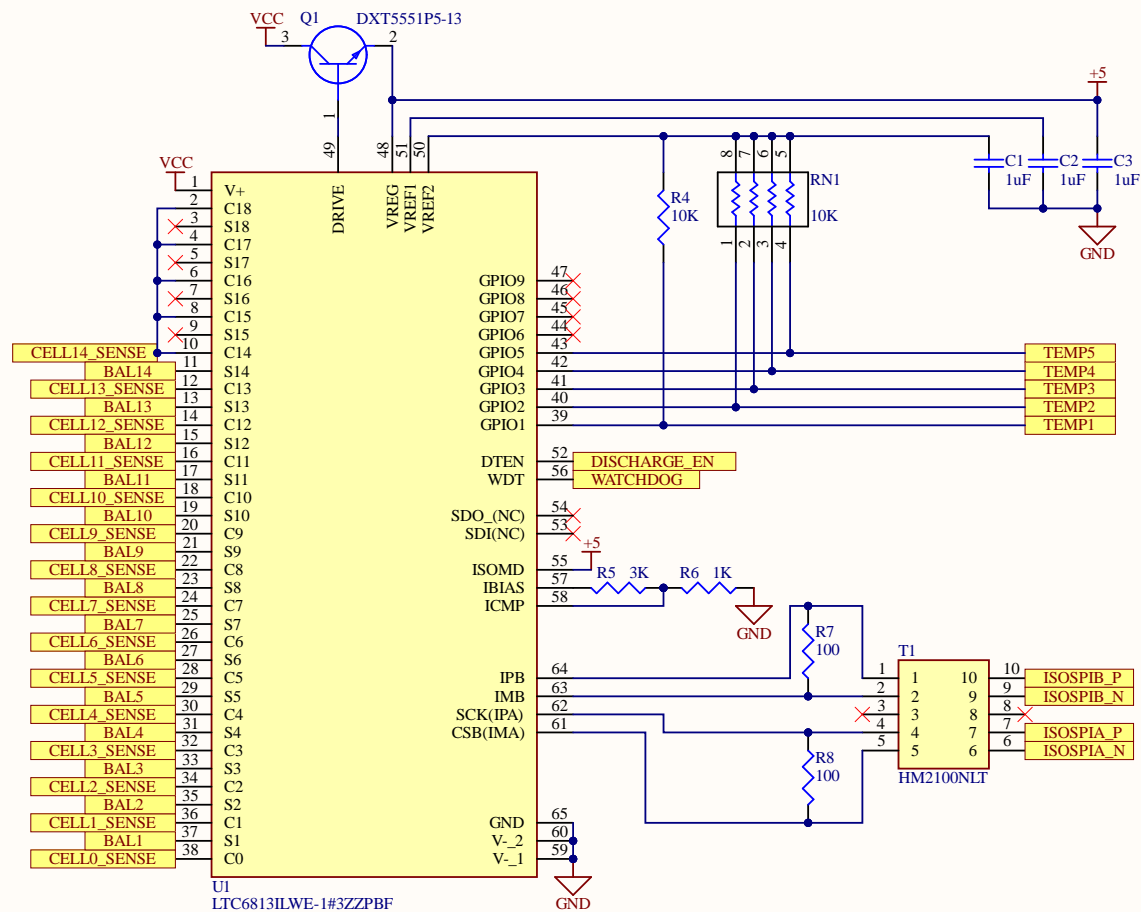 Q1 DXT5551P5-13
VCC 3 2
+5
1
49 48 51 50
8 7 6 5
VCC
R4 10K
RN1 10K
1 2 3 4
C1 1uF
C2 1uF
C3 1uF
GND
DRIVE VREG VREF1 VREF2
1 V+
2 C18
3 S18
4 C17
5 S17
6 C16
7 S16
8 C15
9 S15
CELL14_SENSE 10 C14
BAL14 11 S14
CELL13_SENSE 12 C13
BAL13 13 S13
CELL12_SENSE 14 C12
BAL12 15 S12
CELL11_SENSE 16 C11
BAL11 17 S11
CELL10_SENSE 18 C10
BAL10 19 S10
CELL9_SENSE 20 C9
BAL9 21 S9
CELL8_SENSE 22 C8
BAL8 23 S8
CELL7_SENSE 24 C7
BAL7 25 S7
CELL6_SENSE 26 C6
BAL6 27 S6
CELL5_SENSE 28 C5
BAL5 29 S5
CELL4_SENSE 30 C4
BAL4 31 S4
CELL3_SENSE 32 C3
BAL3 33 S3
CELL2_SENSE 34 C2
BAL2 35 S2
CELL1_SENSE 36 C1
BAL1 37 S1
CELL0_SENSE 38 C0
GPIO9 47
GPIO8 46
GPIO7 45
GPIO6 44
GPIO5 43 TEMP5
GPIO4 42 TEMP4
GPIO3 41 TEMP3
GPIO2 40 TEMP2
GPIO1 39 TEMP1
DTEN 52 DISCHARGE_EN
WDT 56 WATCHDOG
SDO_(NC) 54
SDI(NC) 53
+5
ISOMD 55
IBIAS 57 R5 3K R6 1K
ICMP 58
GND
R7 100
IPB 64
IMB 63
SCK(IPA) 62
CSB(IMA) 61
R8 100
T1
1 1 10 10 ISOSPIB_P
2 2 9 9 ISOSPIB_N
3 3 8 8
4 4 7 7 ISOSPIA_P
5 5 6 6 ISOSPIA_N
HM2100NLT
GND 65
V-_2 60
V-_1 59
GND
U1
LTC6813ILWE-1#3ZZPBF